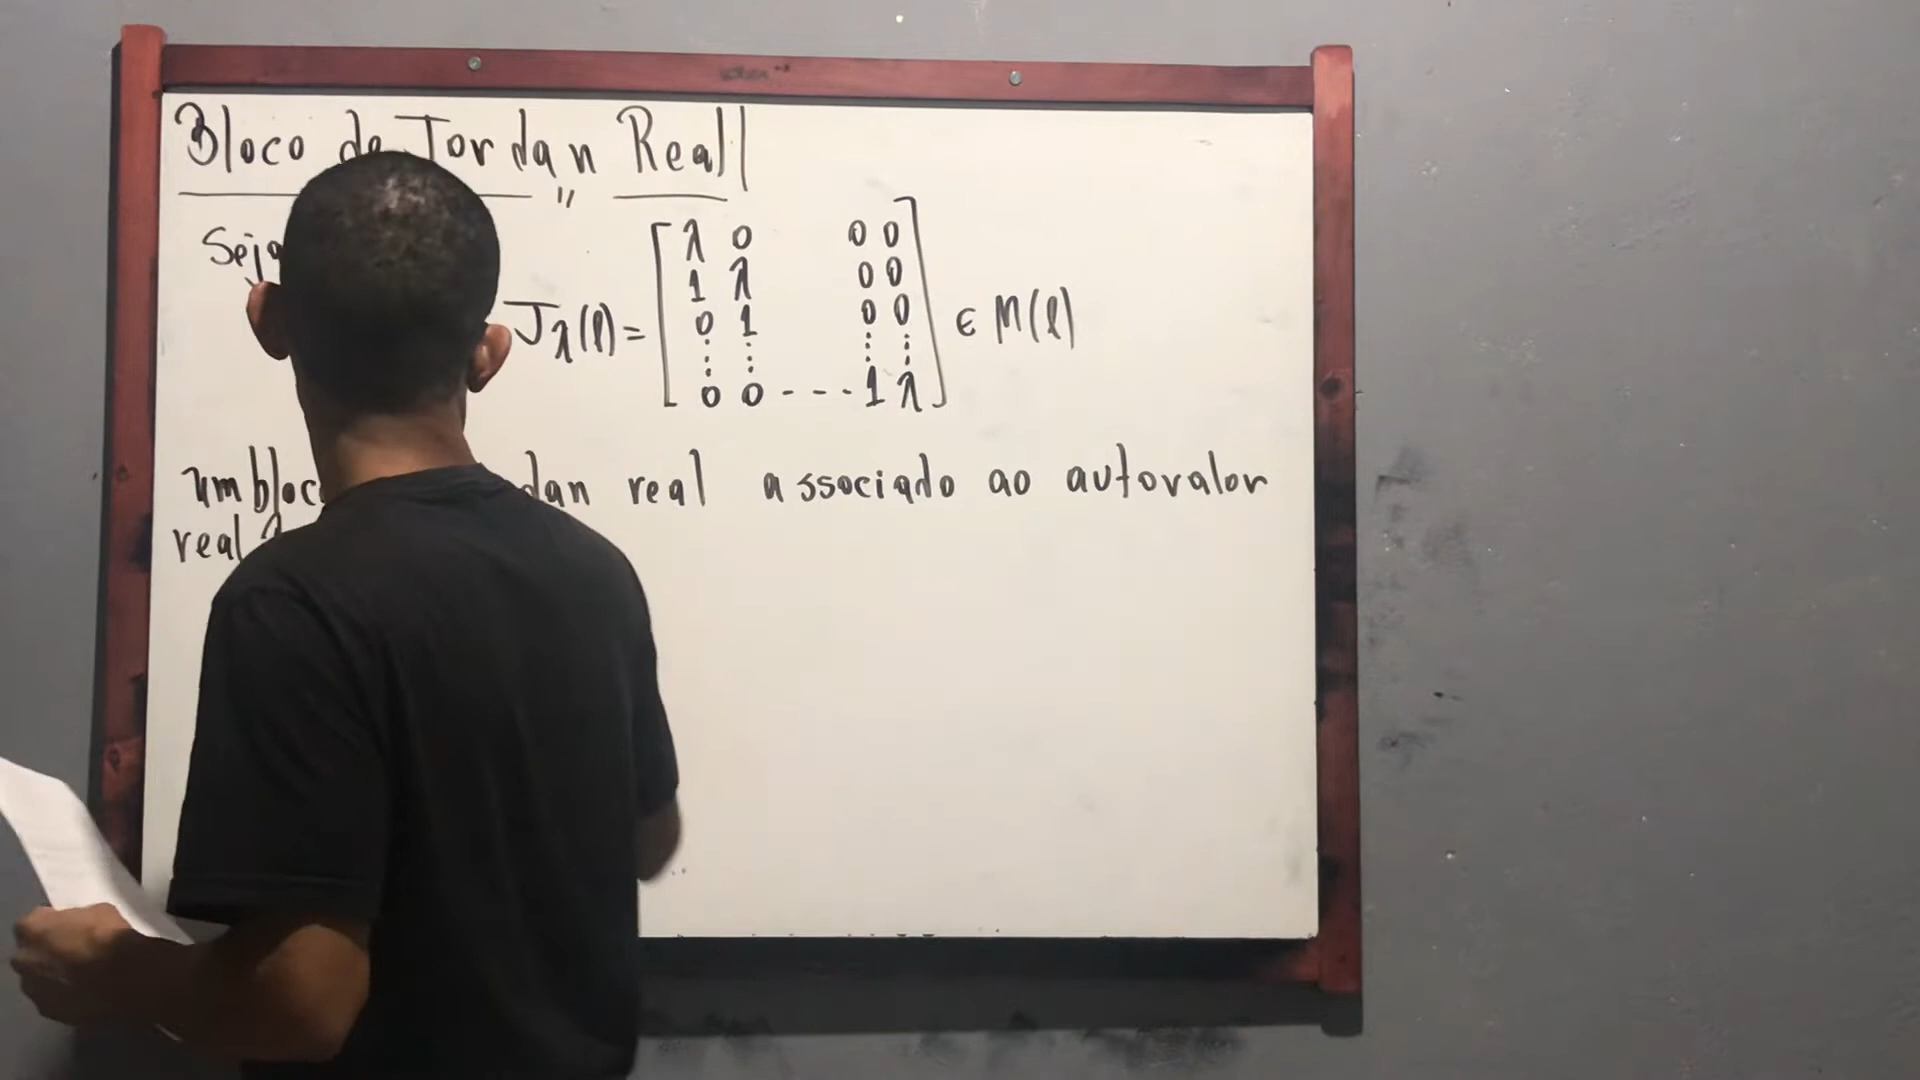 Bloco de Jordan Real
Seja
Jλ(l) = [ λ 0 0 0
1 λ 0 0
0 1 0 0
⋮ ⋮ ⋮ ⋮
0 0 - - - 1 λ ] ∈ M(l)
um dan real associado ao autovalor
real